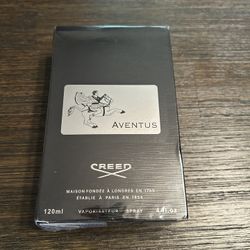 AVENTUS
CREED
MAISON FONDÉE À LONDRES EN 1760
ÉTABLIE À PARIS EN 1854
120ml VAPORISATEUR - SPRAY 4 fl.oz